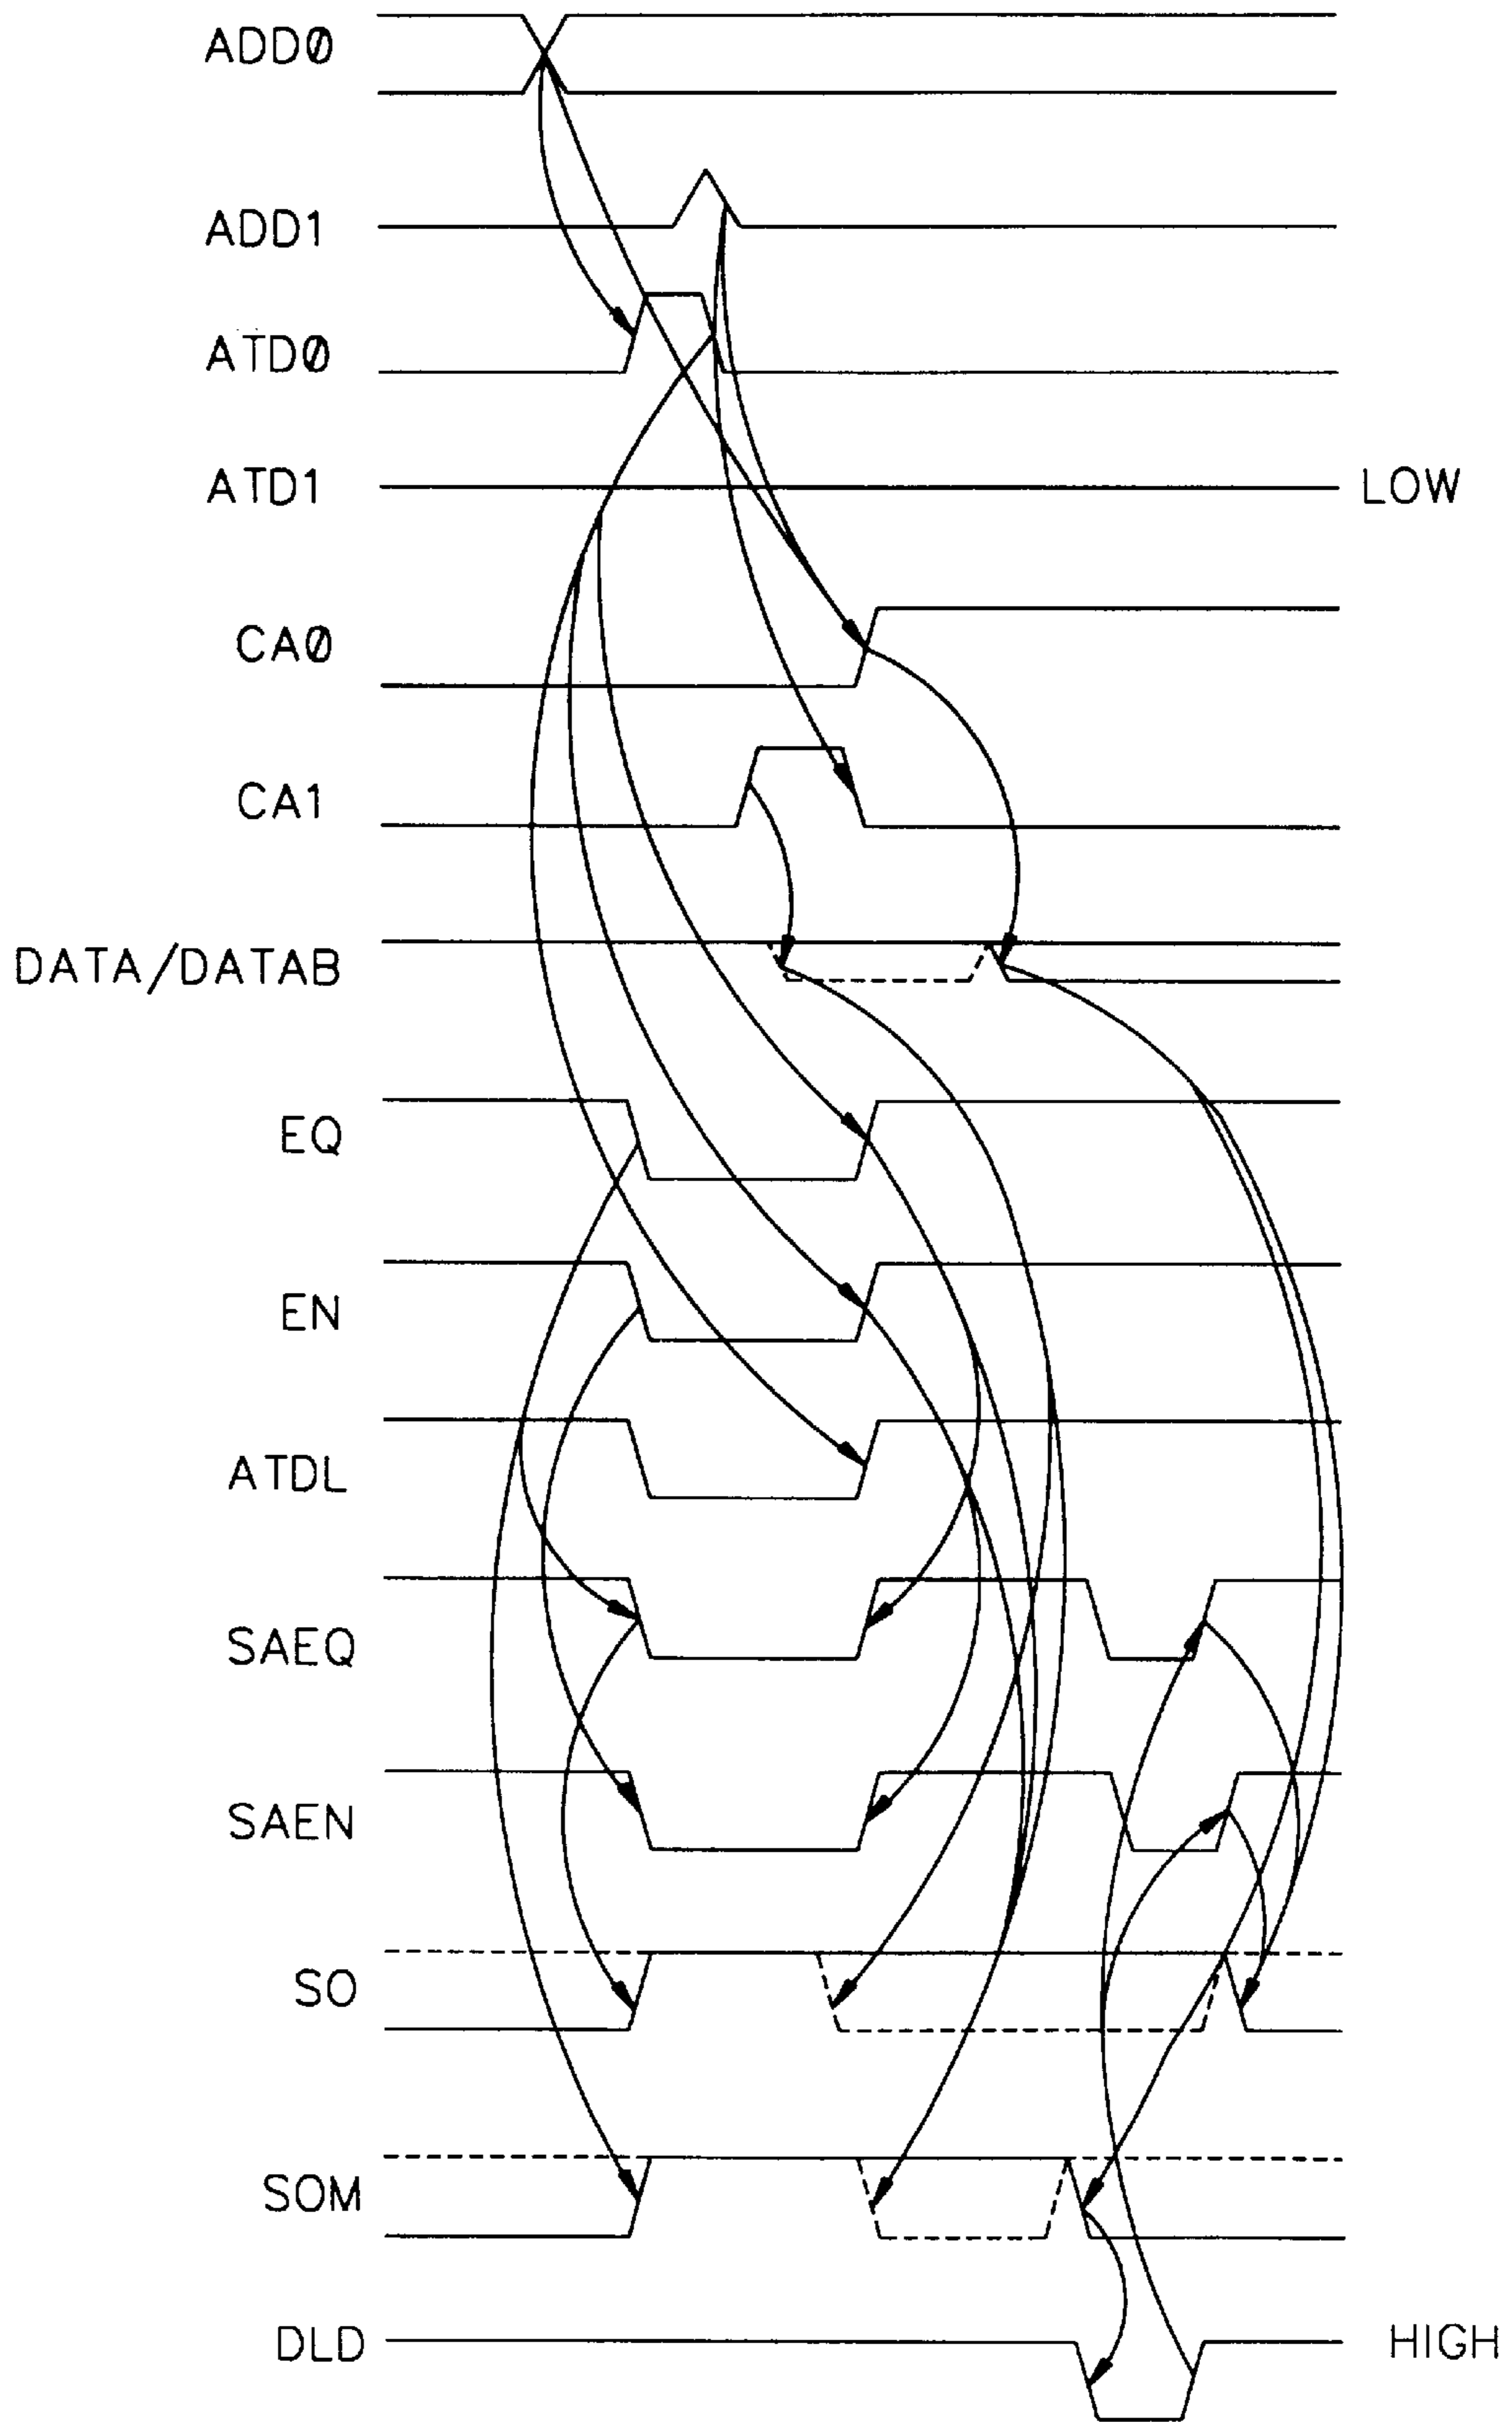 ADD0
ADD1
ATD0
ATD1 LOW
CA0
CA1
DATA/DATAB
EQ
EN
ATDL
SAEQ
SAEN
SO
SOM
DLD HIGH